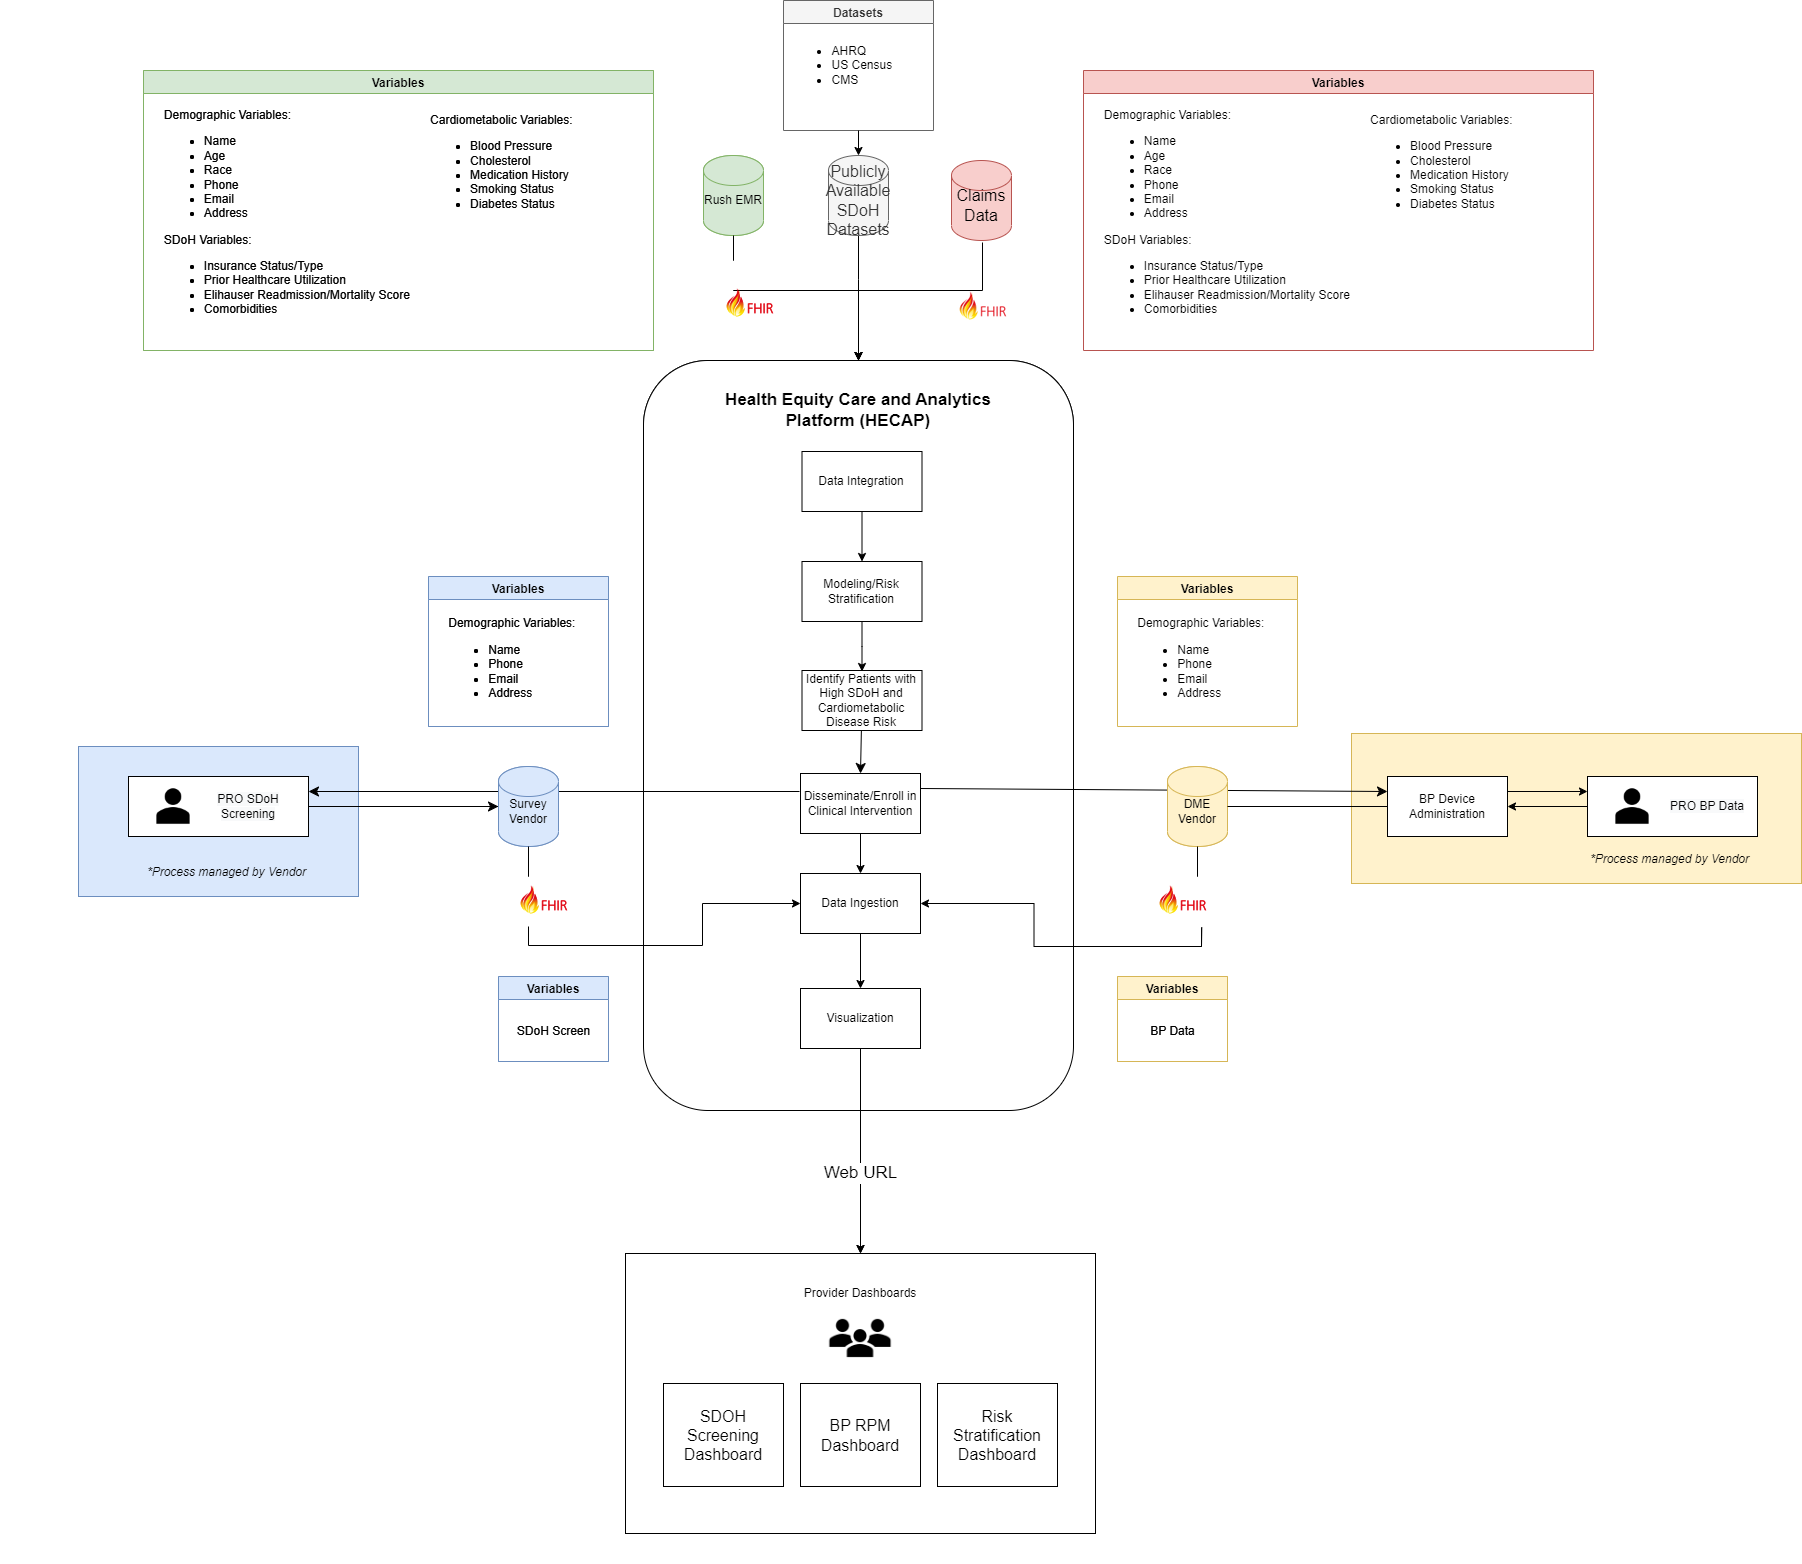 Datasets
AHRQ
US Census
CMS
Variables
Demographic Variables:
Name
Age
Race
Phone
Email
Address
SDoH Variables:
Insurance Status/Type
Prior Healthcare Utilization
Elihauser Readmission/Mortality Score
Comorbidities
Cardiometabolic Variables:
Blood Pressure
Cholesterol
Medication History
Smoking Status
Diabetes Status
Rush EMR
Publicly
Available
SDoH
Datasets
Claims
Data
FHIR
FHIR
Variables
Demographic Variables:
Name
Age
Race
Phone
Email
Address
SDoH Variables:
Insurance Status/Type
Prior Healthcare Utilization
Elihauser Readmission/Mortality Score
Comorbidities
Cardiometabolic Variables:
Blood Pressure
Cholesterol
Medication History
Smoking Status
Diabetes Status
Health Equity Care and Analytics
Platform (HECAP)
Data Integration
Modeling/Risk
Stratification
Identify Patients with
High SDoH and
Cardiometabolic
Disease Risk
Disseminate/Enroll in
Clinical Intervention
Data Ingestion
Visualization
Variables
Demographic Variables:
Name
Phone
Email
Address
PRO SDoH
Screening
*Process managed by Vendor
Survey
Vendor
FHIR
Variables
SDoH Screen
Variables
Demographic Variables:
Name
Phone
Email
Address
DME
Vendor
BP Device
Administration
PRO BP Data
*Process managed by Vendor
FHIR
Variables
BP Data
Web URL
Provider Dashboards
SDOH
Screening
Dashboard
BP RPM
Dashboard
Risk
Stratification
Dashboard